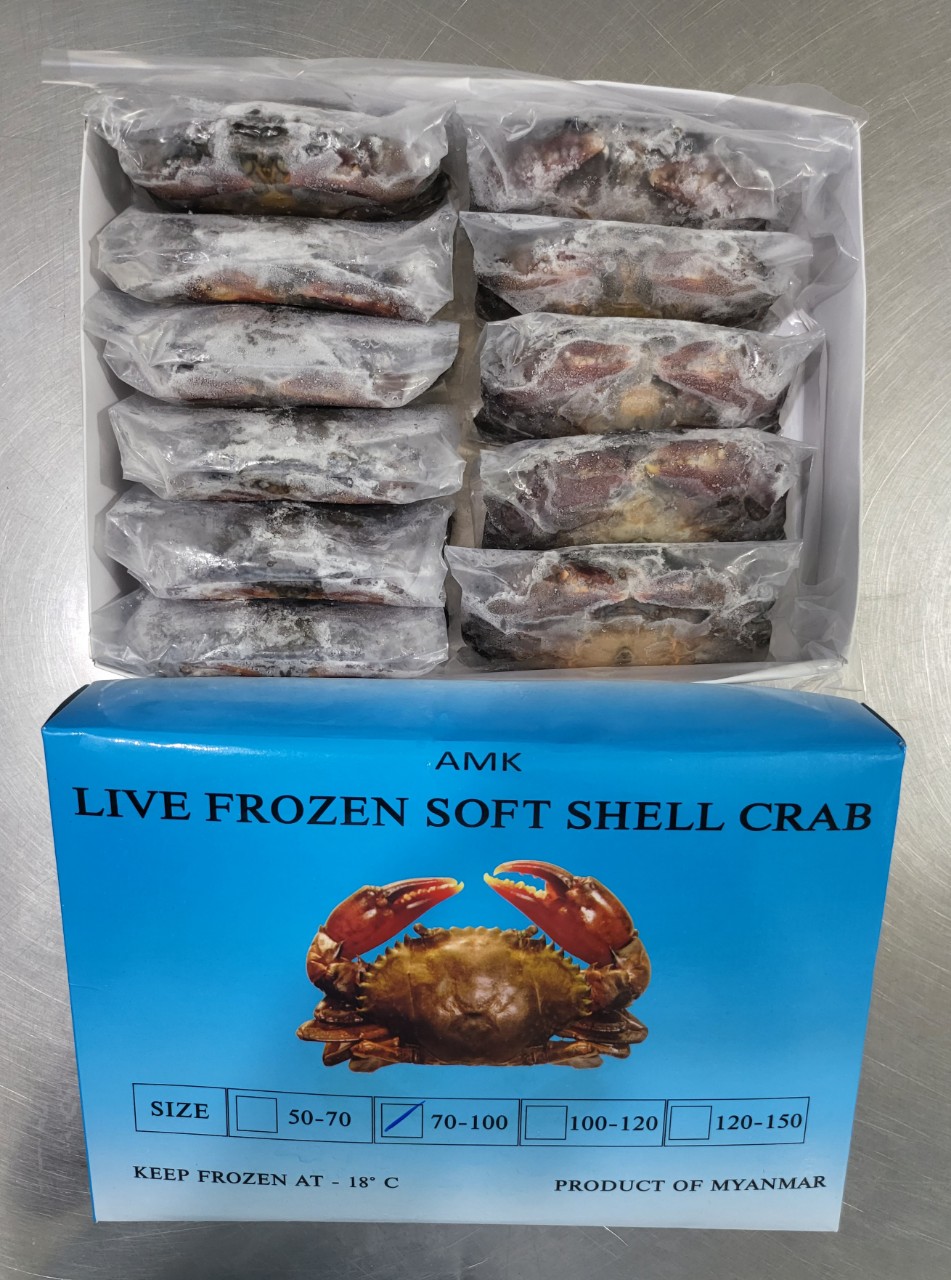 AMK
LIVE FROZEN SOFT SHELL CRAB
SIZE 50-70 70-100 100-120 120-150
KEEP FROZEN AT - 18° C PRODUCT OF MYANMAR